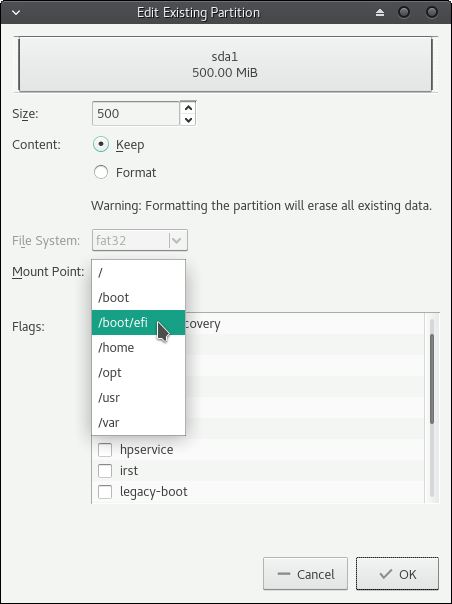 Edit Existing Partition
sda1
500.00 MiB
Size: 500
Content: Keep
Format
Warning: Formatting the partition will erase all existing data.
File System: fat32
Mount Point:
/
/boot
/boot/efi
/home
/opt
/usr
/var
Flags:
covery
hpservice
irst
legacy-boot
Cancel OK